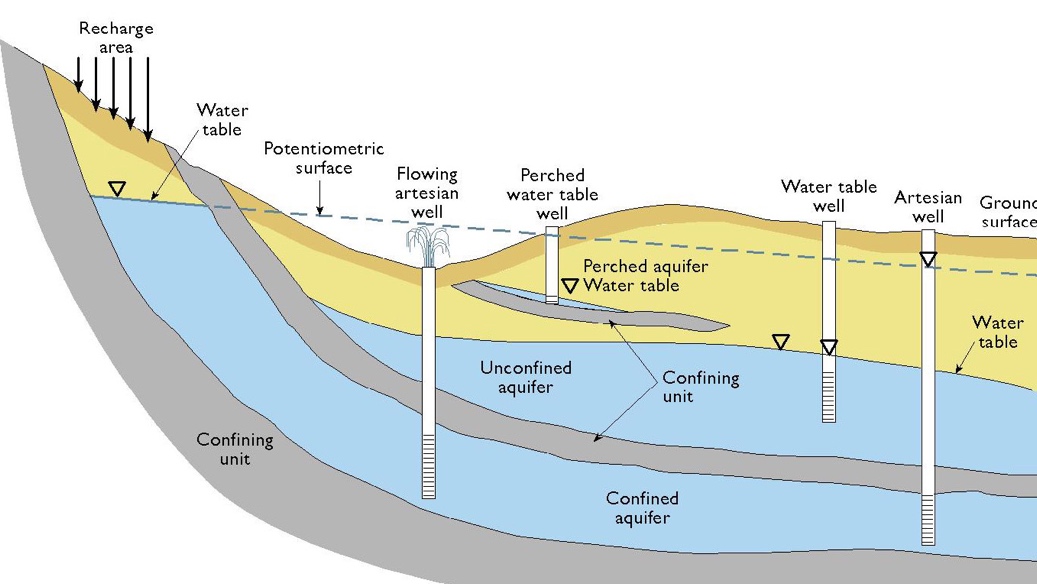 Recharge
area
Water
table
Potentiometric
surface
Flowing
artesian
well
Perched
water table
well
Water table
well
Artesian
well
Groun
surface
Perched aquifer
Water table
Water
table
Unconfined
aquifer
Confining
unit
Confining
unit
Confined
aquifer